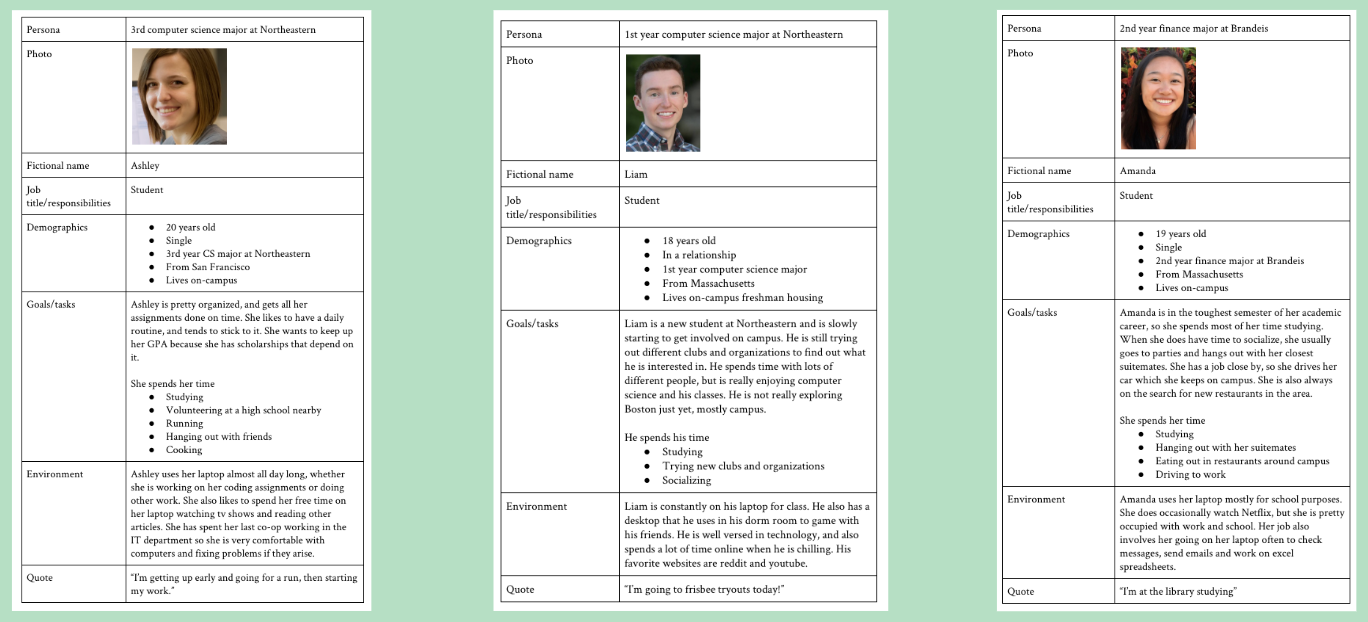 Persona
3rd computer science major at Northeastern
Photo
Fictional name
Ashley
Job
title/responsibilities
Student
Demographics
● 20 years old
● Single
● 3rd year CS major at Northeastern
● From San Francisco
● Lives on-campus
Goals/tasks
Ashley is pretty organized, and gets all her
assignments done on time. She likes to have a daily
routine, and tends to stick to it. She wants to keep up
her GPA because she has scholarships that depend on
it.
She spends her time
● Studying
● Volunteering at a high school nearby
● Running
● Hanging out with friends
● Cooking
Environment
Ashley uses her laptop almost all day long, whether
she is working on her coding assignments or doing
other work. She also likes to spend her free time on
her laptop watching tv shows and reading other
articles. She has spent her last co-op working in the
IT department so she is very comfortable with
computers and fixing problems if they arise.
Quote
"I'm getting up early and going for a run, then starting
my work."
Persona
1st year computer science major at Northeastern
Photo
Fictional name
Liam
Job
title/responsibilities
Student
Demographics
● 18 years old
● In a relationship
● 1st year computer science major
● From Massachusetts
● Lives on-campus freshman housing
Goals/tasks
Liam is a new student at Northeastern and is slowly
starting to get involved on campus. He is still trying
out different clubs and organizations to find out what
he is interested in. He spends time with lots of
different people, but is really enjoying computer
science and his classes. He is not really exploring
Boston just yet, mostly campus.
He spends his time
● Studying
● Trying new clubs and organizations
● Socializing
Environment
Liam is constantly on his laptop for class. He also has a
desktop that he uses in his dorm room to game with
his friends. He is well versed in technology, and also
spends a lot of time online when he is chilling. His
favorite websites are reddit and youtube.
Quote
"I'm going to frisbee tryouts today!"
Persona
2nd year finance major at Brandeis
Photo
Fictional name
Amanda
Job
title/responsibilities
Student
Demographics
● 19 years old
● Single
● 2nd year finance major at Brandeis
● From Massachusetts
● Lives on-campus
Goals/tasks
Amanda is in the toughest semester of her academic
career, so she spends most of her time studying.
When she does have time to socialize, she usually
goes to parties and hangs out with her closest
suitemates. She has a job close by, so she drives her
car which she keeps on campus. She is also always
on the search for new restaurants in the area.
She spends her time
● Studying
● Hanging out with her suitemates
● Eating out in restaurants around campus
● Driving to work
Environment
Amanda uses her laptop mostly for school purposes.
She does occasionally watch Netflix, but she is pretty
occupied with work and school. Her job also
involves her going on her laptop often to check
messages, send emails and work on excel
spreadsheets.
Quote
"I'm at the library studying"